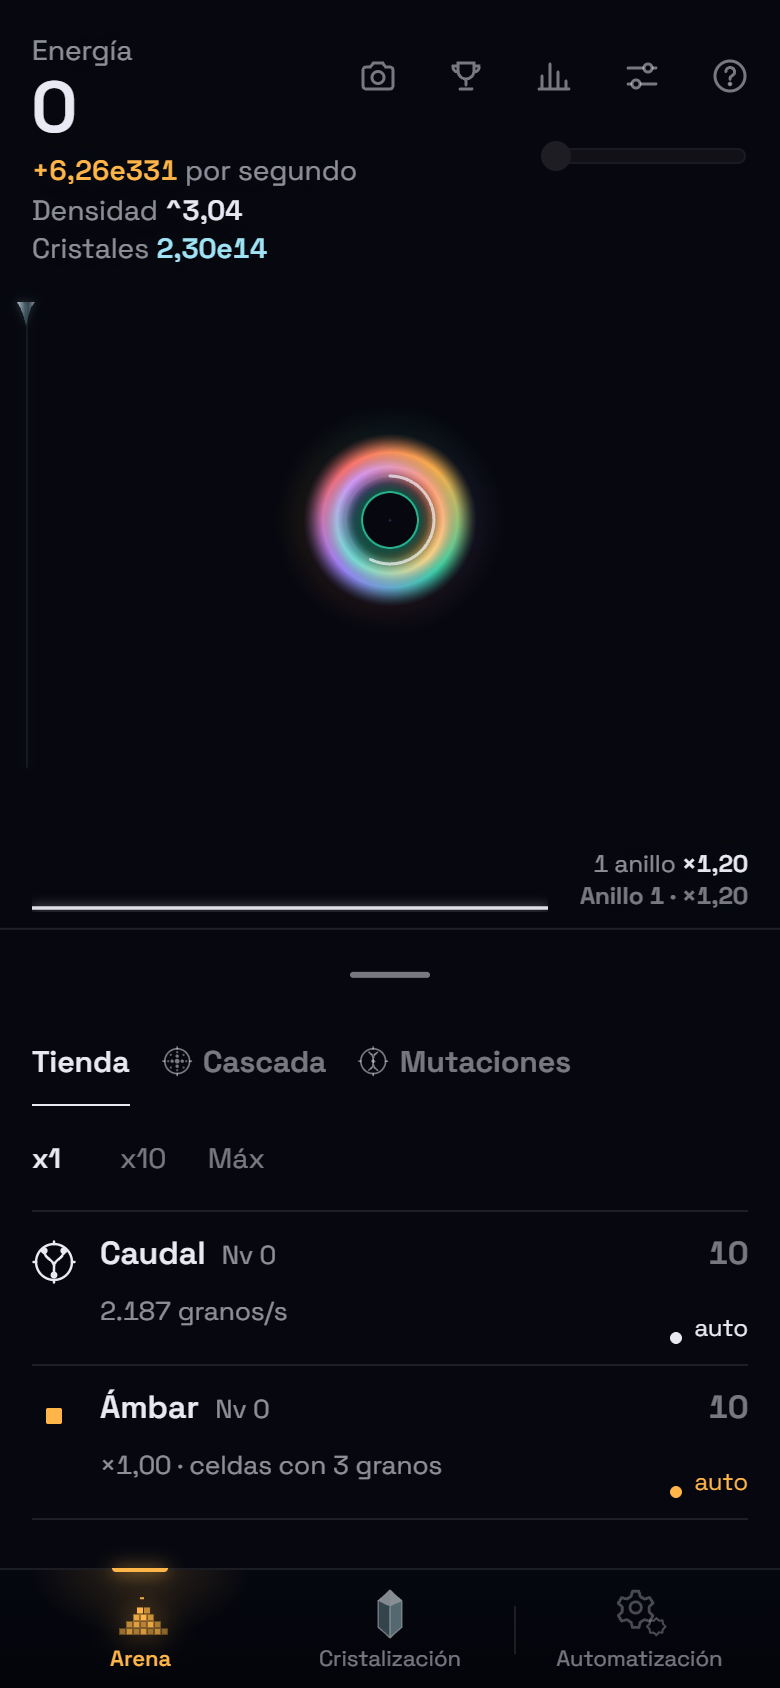 Energía
0
+6,26e331 por segundo
Densidad ^3,04
Cristales 2,30e14
1 anillo ×1,20
Anillo 1 · ×1,20
Tienda Cascada Mutaciones
x1 x10 Máx
Caudal Nv 0 10
2.187 granos/s
auto
Ámbar Nv 0 10
×1,00 · celdas con 3 granos
auto
Arena Cristalización Automatización